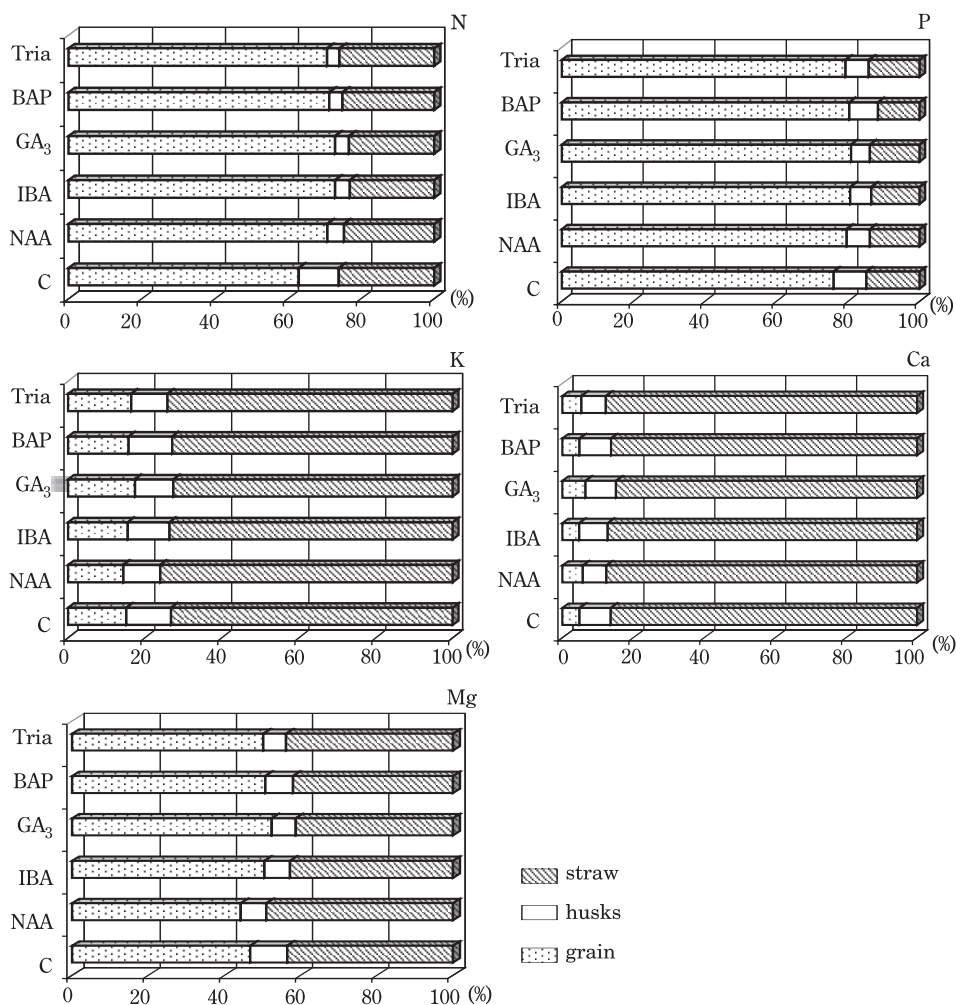 N
Tria
BAP
GA₃
IBA
NAA
C
0 20 40 60 80 100 (%)
P
Tria
BAP
GA₃
IBA
NAA
C
0 20 40 60 80 100 (%)
K
Tria
BAP
GA₃
IBA
NAA
C
0 20 40 60 80 100 (%)
Ca
Tria
BAP
GA₃
IBA
NAA
C
0 20 40 60 80 100 (%)
Mg
Tria
BAP
GA₃
IBA
NAA
C
0 20 40 60 80 100 (%)
straw
husks
grain